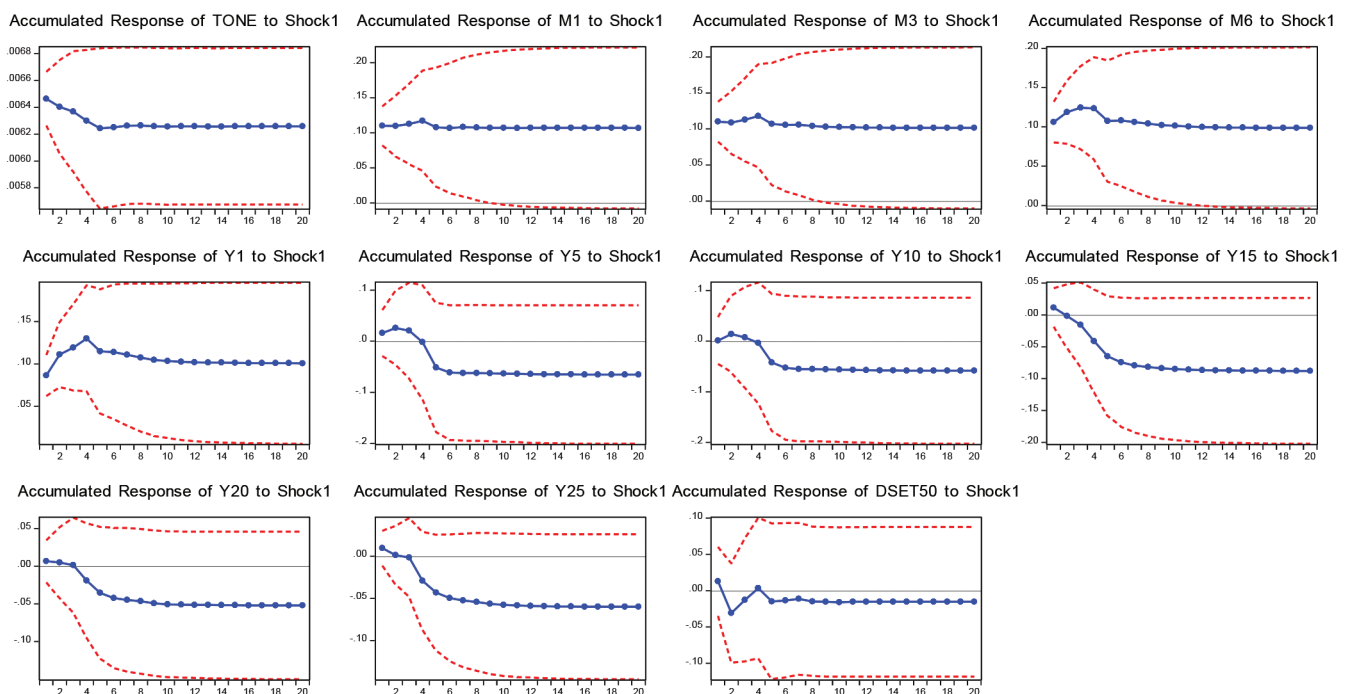 Accumulated Response of TONE to Shock1
.0068
.0066
.0064
.0062
.0060
.0058
2 4 6 8 10 12 14 16 18 20
Accumulated Response of M1 to Shock1
.20
.15
.10
.05
.00
2 4 6 8 10 12 14 16 18 20
Accumulated Response of M3 to Shock1
.20
.15
.10
.05
.00
2 4 6 8 10 12 14 16 18 20
Accumulated Response of M6 to Shock1
.20
.15
.10
.05
.00
2 4 6 8 10 12 14 16 18 20
Accumulated Response of Y1 to Shock1
.15
.10
.05
2 4 6 8 10 12 14 16 18 20
Accumulated Response of Y5 to Shock1
.1
.0
-.1
-.2
2 4 6 8 10 12 14 16 18 20
Accumulated Response of Y10 to Shock1
.1
.0
-.1
-.2
2 4 6 8 10 12 14 16 18 20
Accumulated Response of Y15 to Shock1
.05
.00
-.05
-.10
-.15
-.20
2 4 6 8 10 12 14 16 18 20
Accumulated Response of Y20 to Shock1
.05
.00
-.05
-.10
2 4 6 8 10 12 14 16 18 20
Accumulated Response of Y25 to Shock1
.05
.00
-.05
-.10
2 4 6 8 10 12 14 16 18 20
Accumulated Response of DSET50 to Shock1
.10
.05
.00
-.05
-.10
2 4 6 8 10 12 14 16 18 20